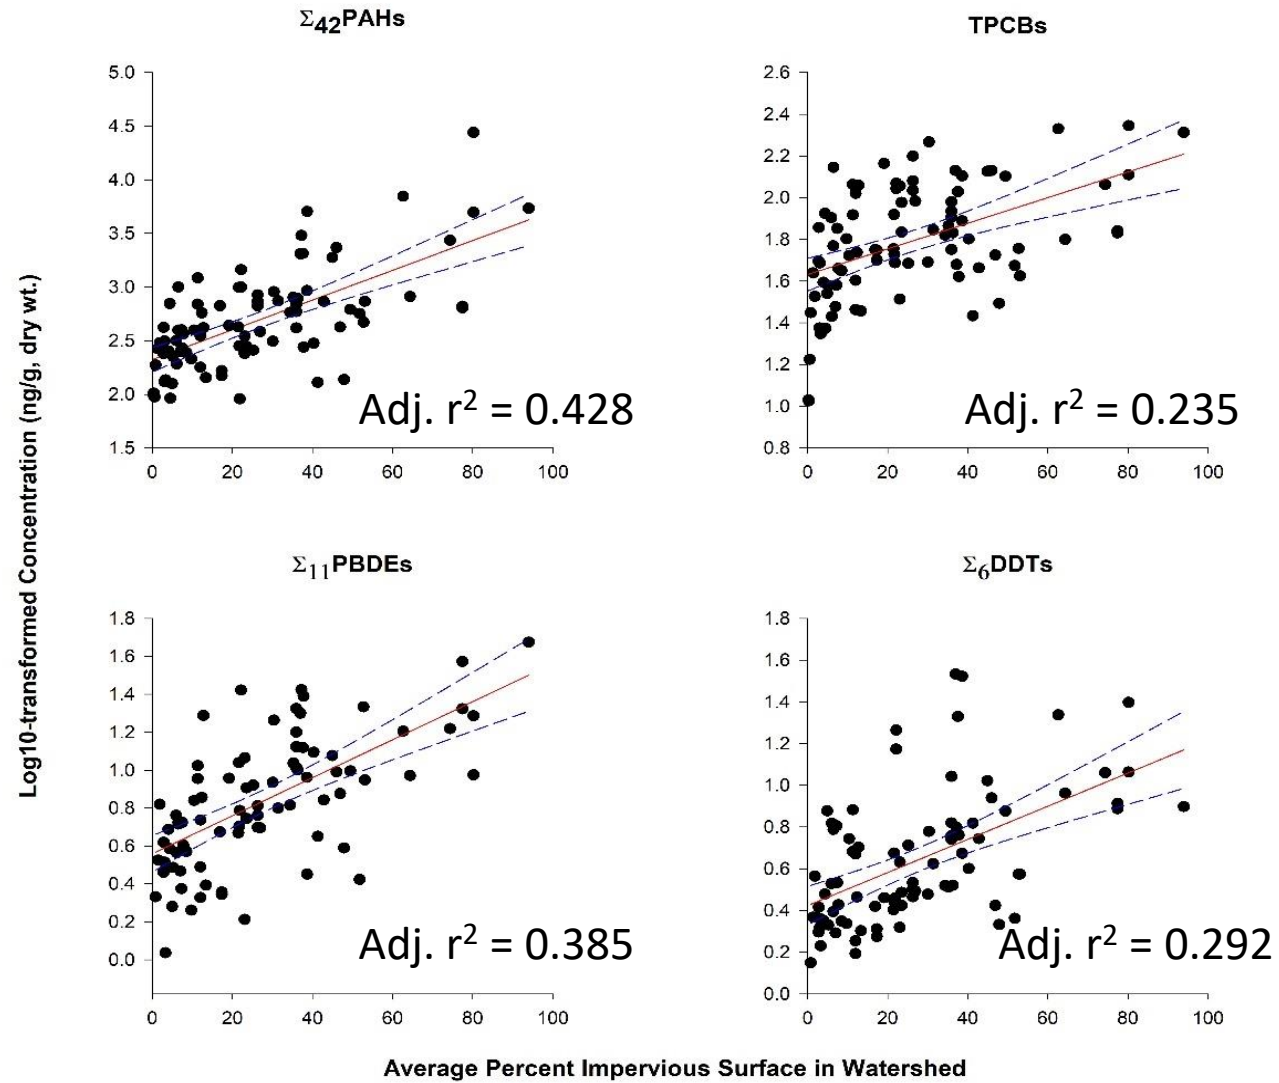 Σ42PAHs
TPCBs
5.0
4.5
4.0
3.5
3.0
2.5
2.0
1.5
0 20 40 60 80 100
Adj. r2 = 0.428
2.6
2.4
2.2
2.0
1.8
1.6
1.4
1.2
1.0
0.8
0 20 40 60 80 100
Adj. r2 = 0.235
Log10-transformed Concentration (ng/g, dry wt.)
Σ11PBDEs
Σ6DDTs
1.8
1.6
1.4
1.2
1.0
0.8
0.6
0.4
0.2
0.0
0 20 40 60 80 100
Adj. r2 = 0.385
1.8
1.6
1.4
1.2
1.0
0.8
0.6
0.4
0.2
0.0
0 20 40 60 80 100
Adj. r2 = 0.292
Average Percent Impervious Surface in Watershed